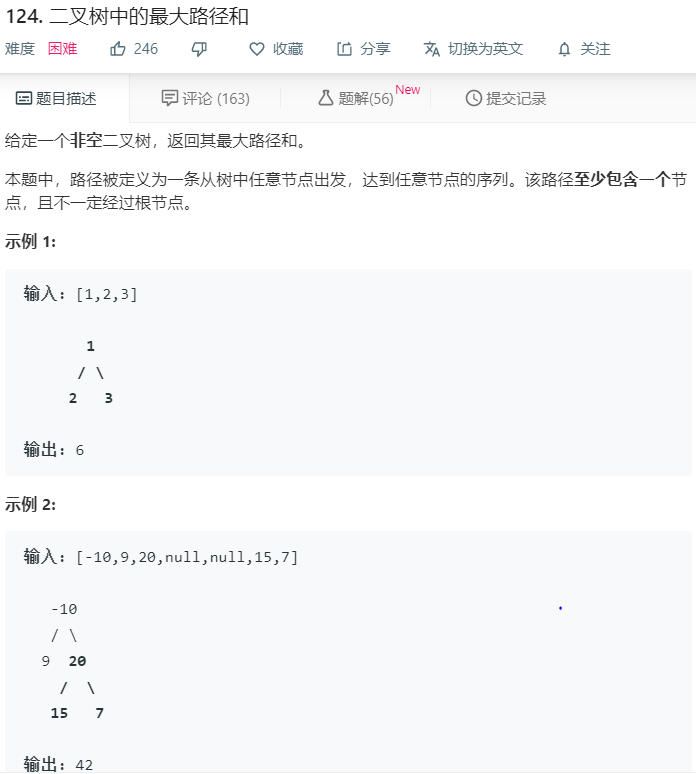 124. 二叉树中的最大路径和
难度 困难 246 收藏 分享 切换为英文 关注
题目描述 评论 (163) 题解(56) New 提交记录
给定一个非空二叉树，返回其最大路径和。
本题中，路径被定义为一条从树中任意节点出发，达到任意节点的序列。该路径至少包含一个节
点，且不一定经过根节点。
示例 1:
输入: [1,2,3]
1
/ \
2 3
输出: 6
示例 2:
输入: [-10,9,20,null,null,15,7]
-10
/ \
9 20
/ \
15 7
输出: 42